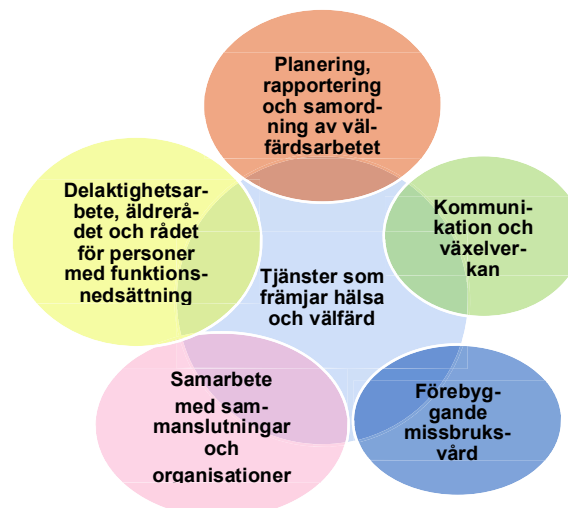 Planering,
rapportering
och samord-
ning av väl-
färdsarbetet
Delaktighetsar-
bete, äldrerå-
det och rådet
för personer
med funktions-
nedsättning
Kommuni-
kation och
växelver-
kan
Tjänster som
främjar hälsa
och välfärd
Samarbete
med sam-
manslutningar
och
organisationer
Förebyg-
gande
missbruks-
vård